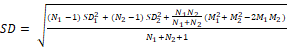 SD = √(((N₁ -1) SD₁² + (N₂ -1) SD₂² + N₁N₂/(N₁+N₂) (M₁² + M₂² -2M₁M₂))/(N₁+N₂+1))